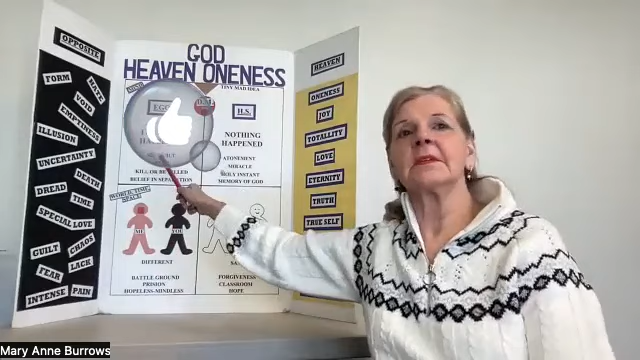 OPPOSITE
FORM
HATE
VOID
EMPTINESS
ILLUSION
UNCERTAINTY
DEATH
DREAD
TIME
SPECIAL LOVE
CHAOS
GUILT
LACK
FEAR
INTENSE
PAIN
GOD
HEAVEN ONENESS
TINY MAD IDEA
EGO
H.S.
NOTHING
HAPPENED
ATONEMENT
MIRACLE
HOLY INSTANT
MEMORY OF GOD
KILL OR BE KILLED
BELIEF IN SEPARATION
WORLD, TIME,
SPACE
ME
YOU
DIFFERENT
BATTLE GROUND
PRISON
HOPELESS-MINDLESS
FORGIVENESS
CLASSROOM
HOPE
HEAVEN
ONENESS
JOY
TOTALITY
LOVE
ETERNITY
TRUTH
TRUE SELF
Mary Anne Burrows